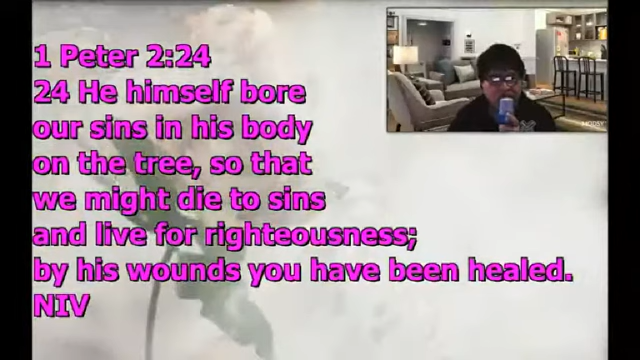 1 Peter 2:24
24 He himself bore
our sins in his body
on the tree, so that
we might die to sins
and live for righteousness;
by his wounds you have been healed.
NIV